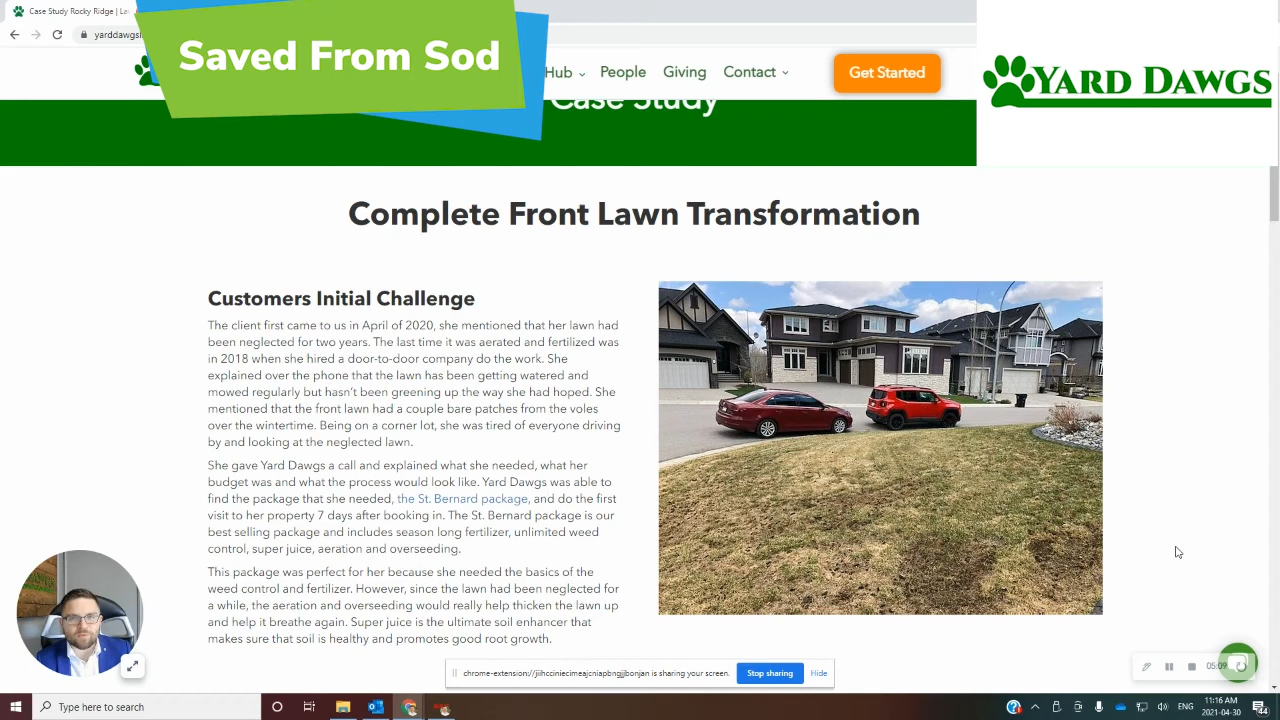 Case Study Rocky Ridge | La
yarddawgs
Saved From Sod
Hub
People
Giving
Contact
Get Started
YARD DAWGS
Case Study
Complete Front Lawn Transformation
Customers Initial Challenge
The client first came to us in April of 2020, she mentioned that her lawn had
been neglected for two years. The last time it was aerated and fertilized was
in 2018 when she hired a door-to-door company do the work. She
explained over the phone that the lawn has been getting watered and
mowed regularly but hasn't been greening up the way she had hoped. She
mentioned that the front lawn had a couple bare patches from the voles
over the wintertime. Being on a corner lot, she was tired of everyone driving
by and looking at the neglected lawn.
She gave Yard Dawgs a call and explained what she needed, what her
budget was and what the process would look like. Yard Dawgs was able to
find the package that she needed, the St. Bernard package, and do the first
visit to her property 7 days after booking in. The St. Bernard package is our
best selling package and includes season long fertilizer, unlimited weed
control, super juice, aeration and overseeding.
This package was perfect for her because she needed the basics of the
weed control and fertilizer. However, since the lawn had been neglected for
a while, the aeration and overseeding would really help thicken the lawn up
and help it breathe again. Super juice is the ultimate soil enhancer that
makes sure that soil is healthy and promotes good root growth.
chrome-extension://jiihcciniecimeajcniapbngjjbonjan is sharing your screen.
Stop sharing
Hide
05:09
Type here to search
ENG
11:16 AM
2021-04-30
44